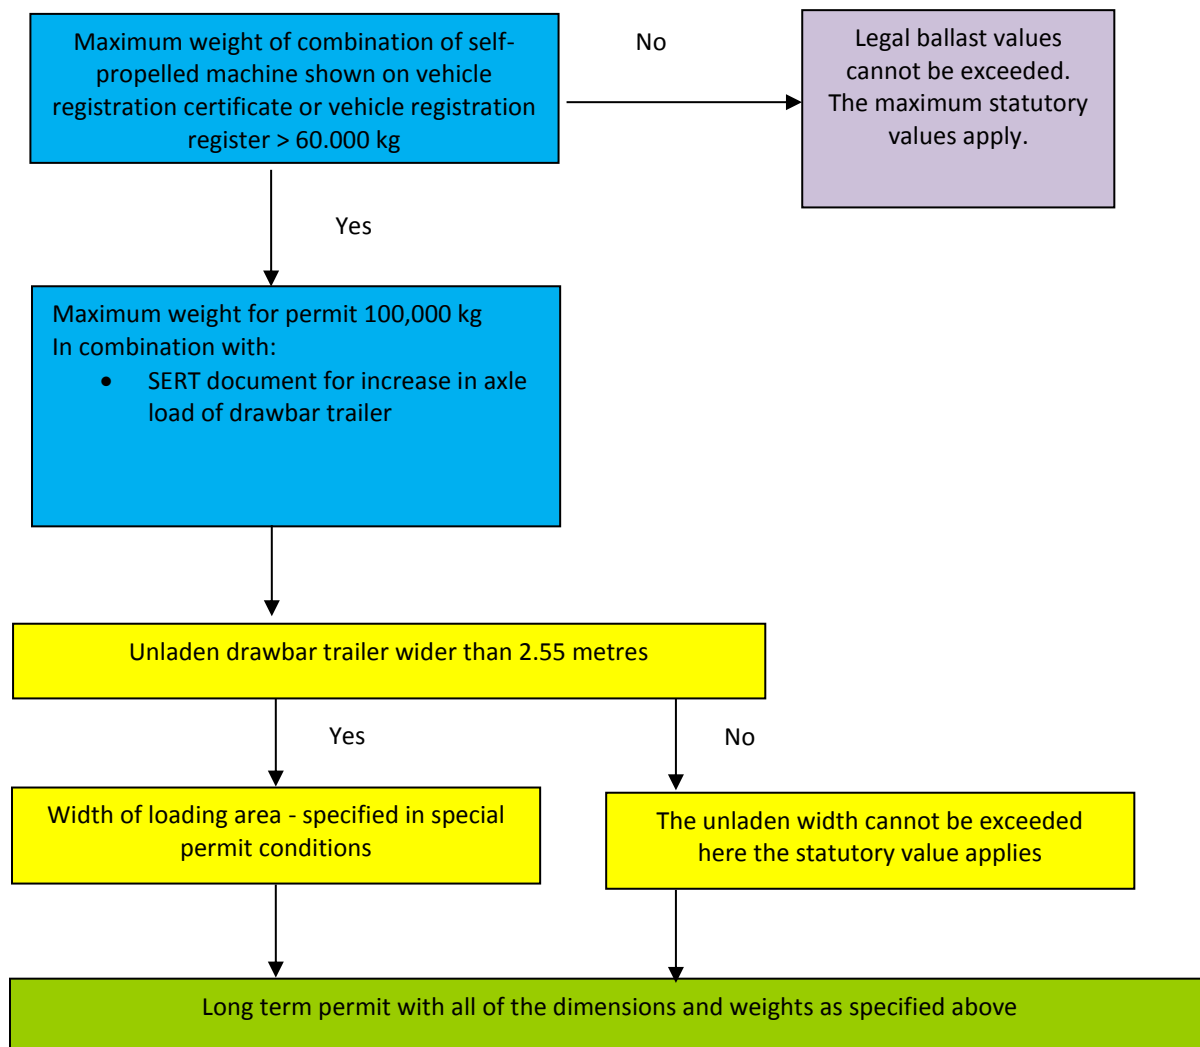 Maximum weight of combination of self-
propelled machine shown on vehicle
registration certificate or vehicle registration
register > 60.000 kg
No
Legal ballast values
cannot be exceeded.
The maximum statutory
values apply.
Yes
Maximum weight for permit 100,000 kg
In combination with:
• SERT document for increase in axle
load of drawbar trailer
Unladen drawbar trailer wider than 2.55 metres
Yes
No
Width of loading area - specified in special
permit conditions
The unladen width cannot be exceeded
here the statutory value applies
Long term permit with all of the dimensions and weights as specified above